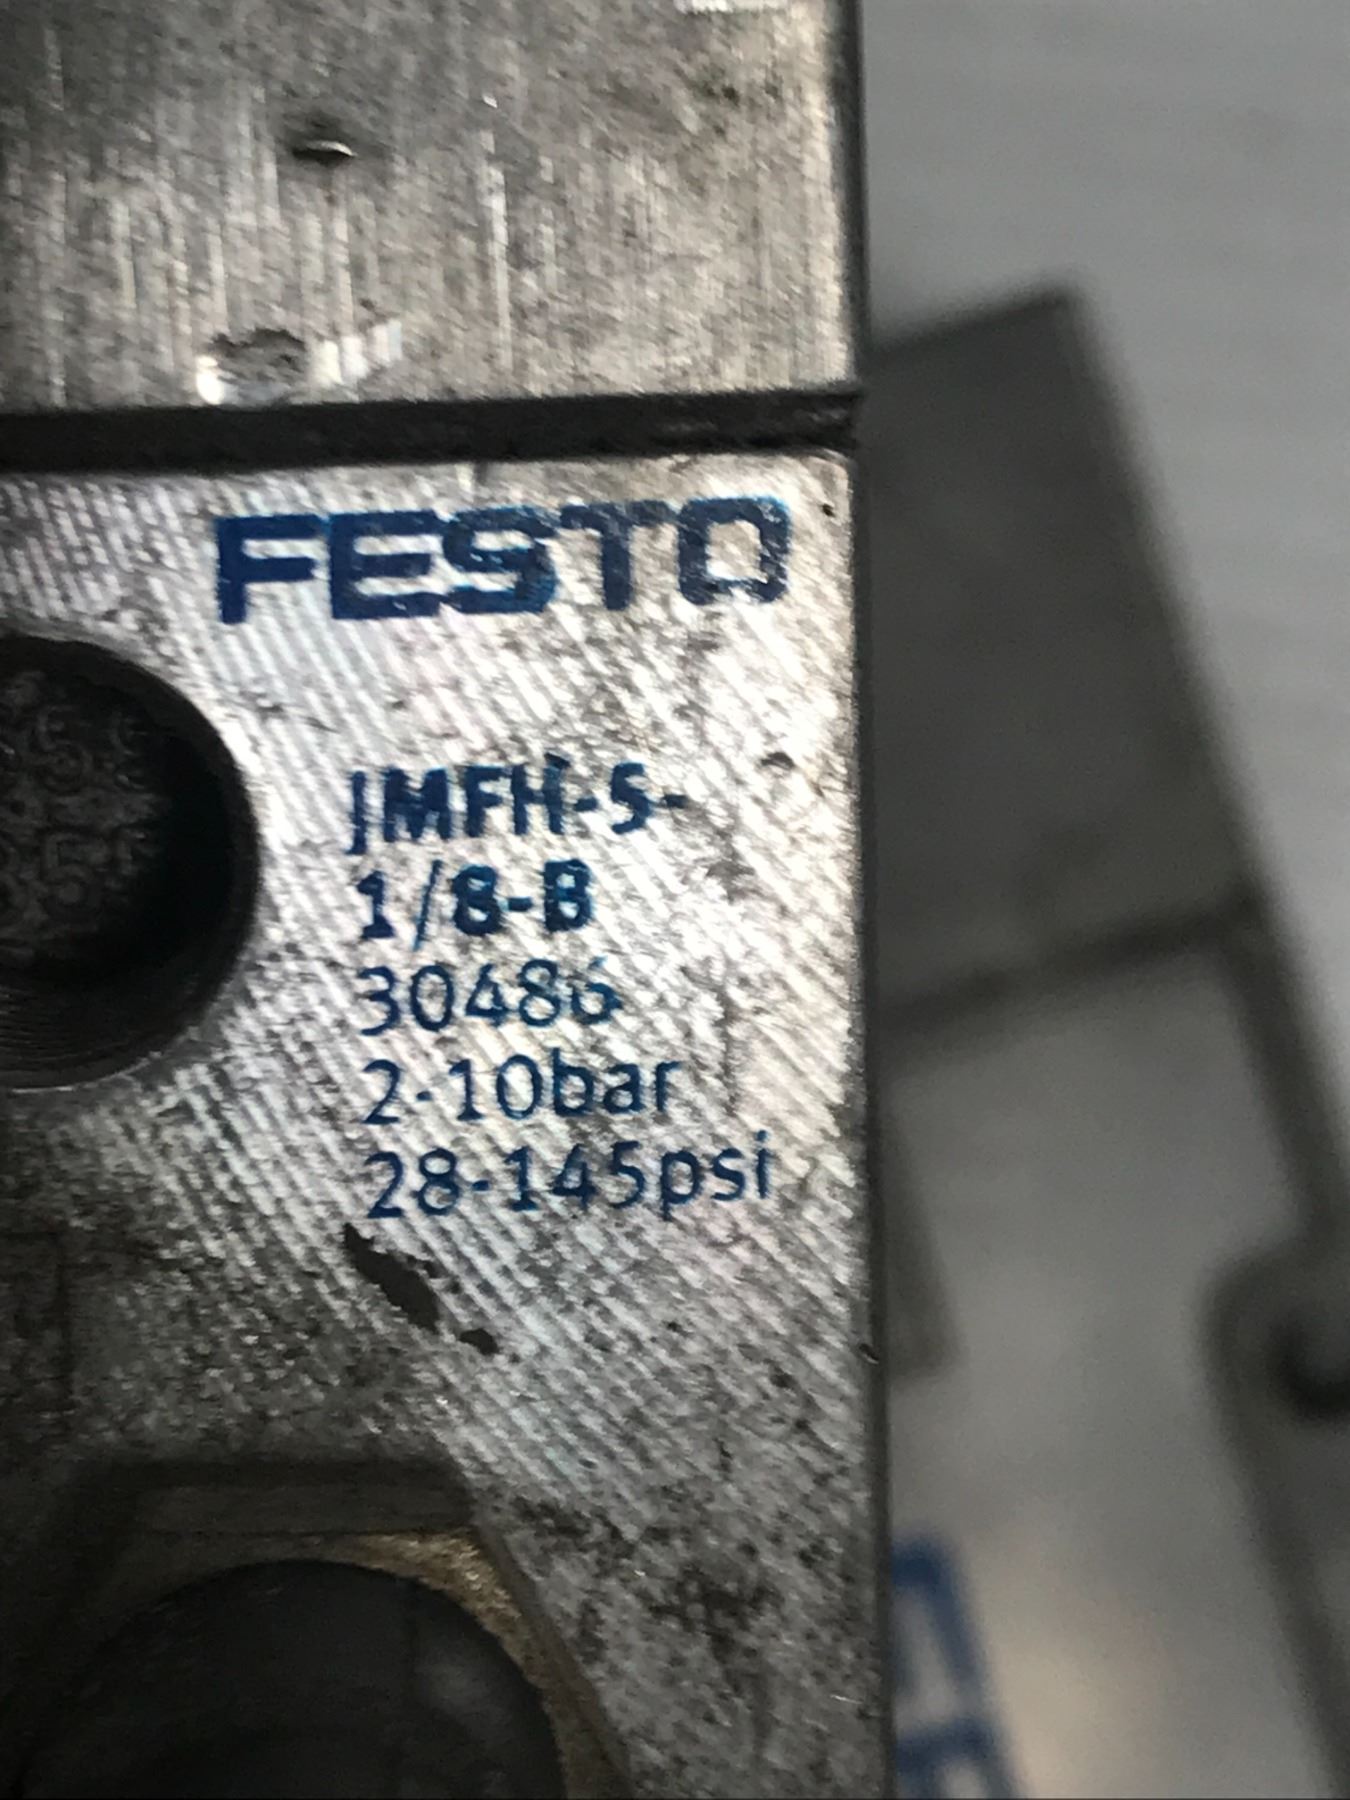 FESTO
JMFH-5-
1/8-B
30486
2-10bar
28-145psi